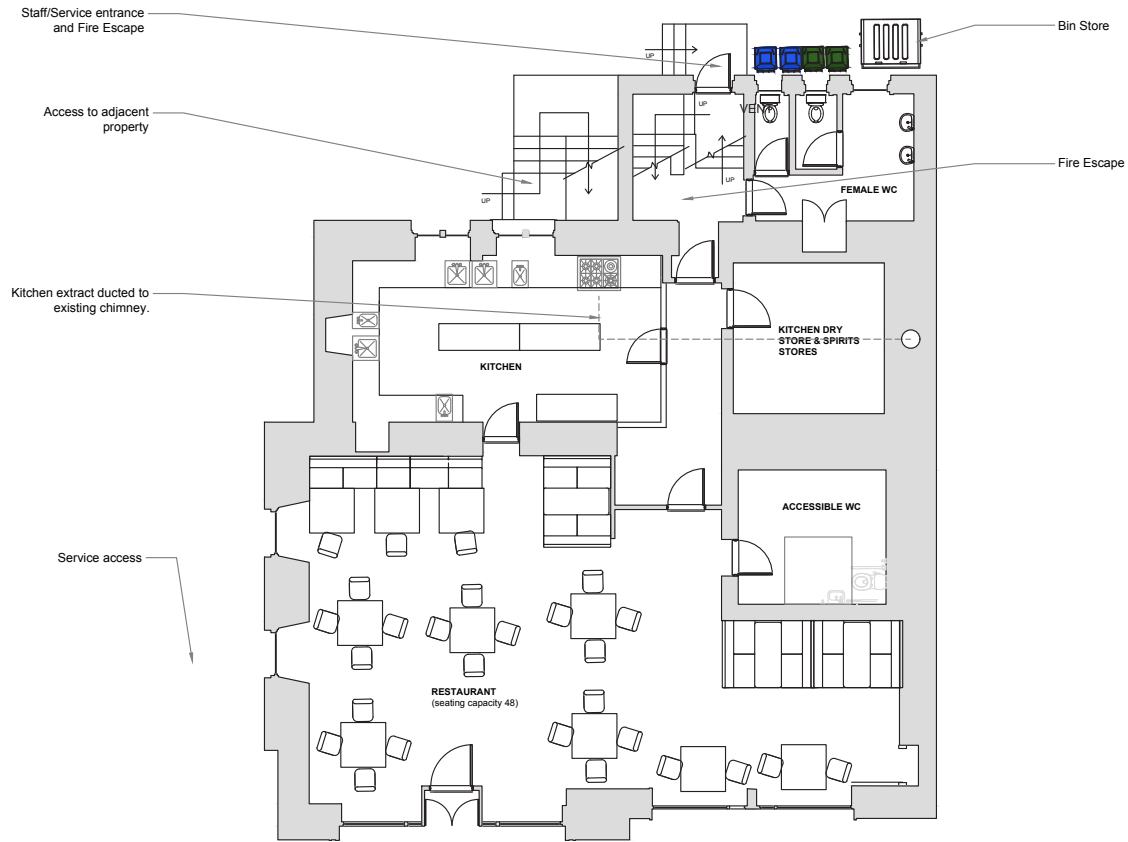 Staff/Service entrance
and Fire Escape
Bin Store
UP
UP
VENT
Access to adjacent
property
N
N
N
UP
UP
Fire Escape
FEMALE WC
Kitchen extract ducted to
existing chimney.
KITCHEN DRY
STORE & SPIRITS
STORES
KITCHEN
ACCESSIBLE WC
Service access
RESTAURANT
(seating capacity 48)